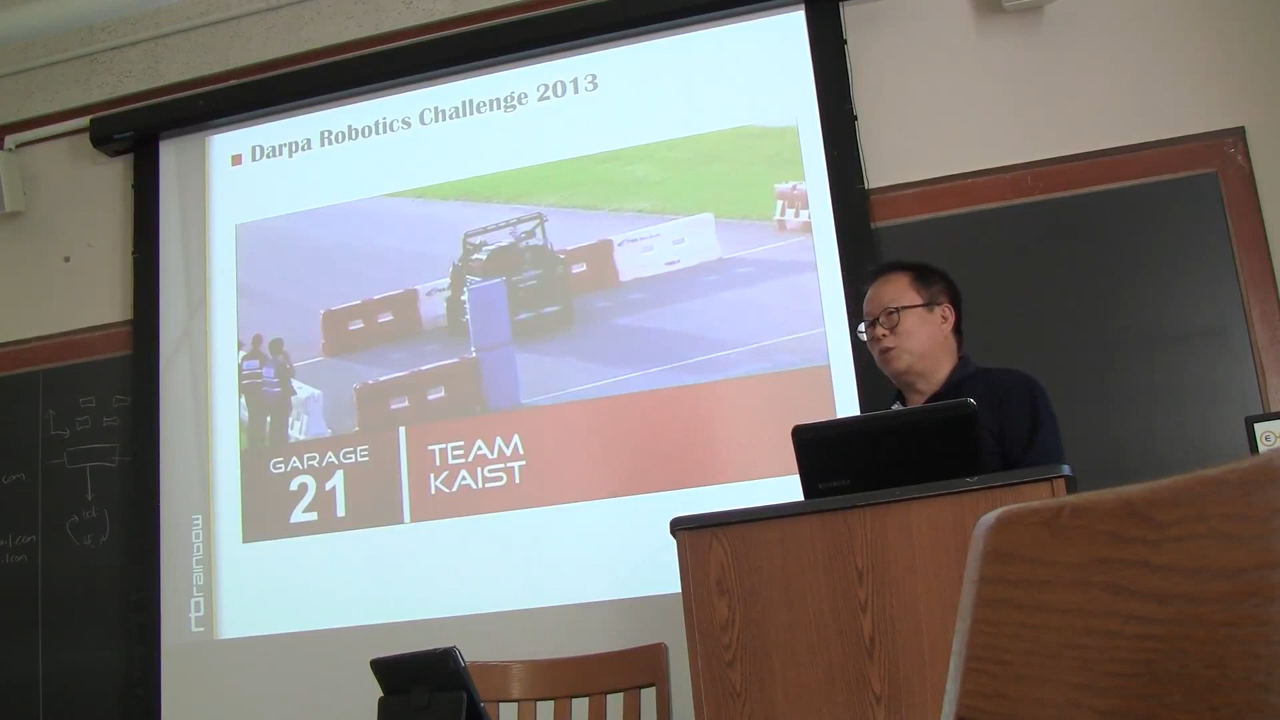 Darpa Robotics Challenge 2013
GARAGE
21
TEAM
KAIST
rainbow